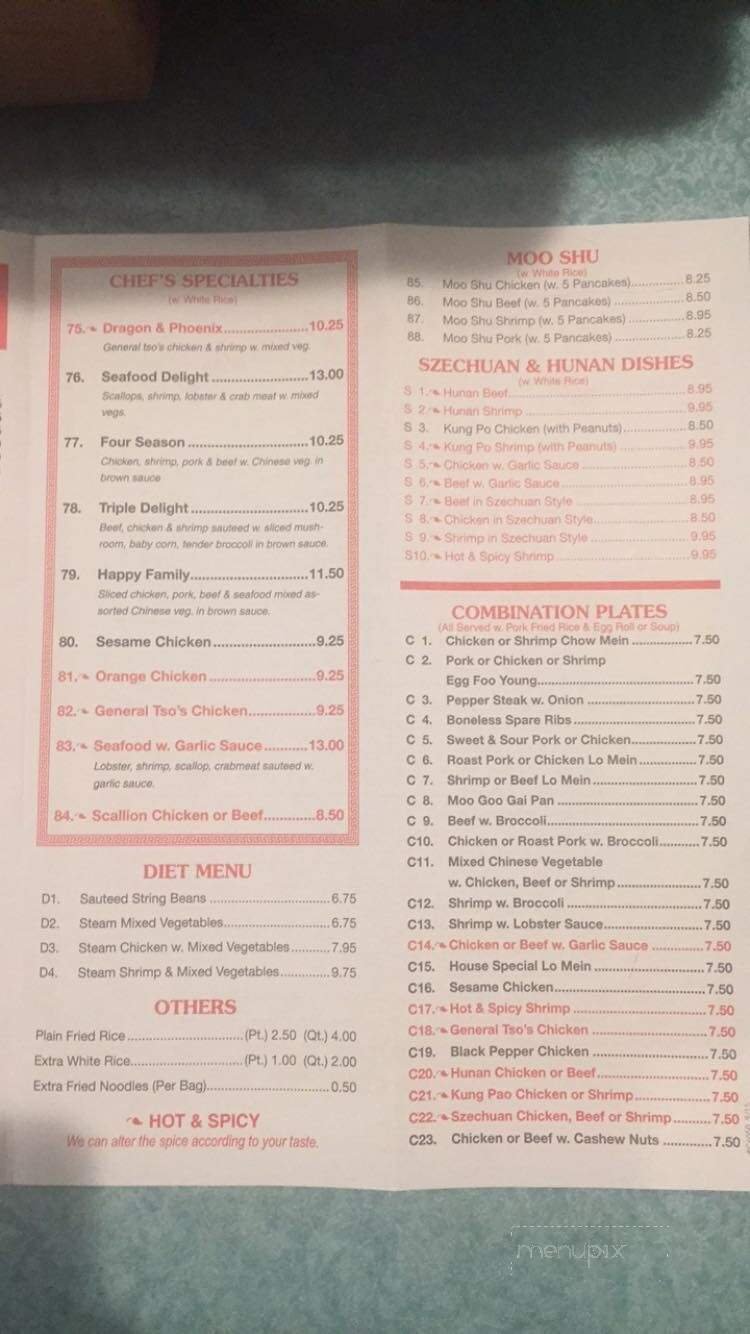 CHEF'S SPECIALTIES
(w. White Rice)
75. Dragon & Phoenix.....................10.25
General tso's chicken & shrimp w. mixed veg.
76. Seafood Delight .........................13.00
Scallops, shrimp, lobster & crab meat w. mixed
vegs.
77. Four Season ...............................10.25
Chicken, shrimp, pork & beef w. Chinese veg. in
brown sauce
78. Triple Delight ..............................10.25
Beef, chicken & shrimp sauteed w. sliced mush-
room, baby corn, tender broccoli in brown sauce.
79. Happy Family..............................11.50
Sliced chicken, pork, beef & seafood mixed as-
sorted Chinese veg. in brown sauce.
80. Sesame Chicken..........................9.25
81. Orange Chicken...........................9.25
82. General Tso's Chicken.................9.25
83. Seafood w. Garlic Sauce...........13.00
Lobster, shrimp, scallop, crabmeat sauteed w.
garlic sauce.
84. Scallion Chicken or Beef.............8.50
DIET MENU
D1. Sauteed String Beans ...............................6.75
D2. Steam Mixed Vegetables...........................6.75
D3. Steam Chicken w. Mixed Vegetables..........7.95
D4. Steam Shrimp & Mixed Vegetables.............9.75
OTHERS
Plain Fried Rice ..............................(Pt.) 2.50 (Qt.) 4.00
Extra White Rice.............................(Pt.) 1.00 (Qt.) 2.00
Extra Fried Noodles (Per Bag)................................0.50
HOT & SPICY
We can alter the spice according to your taste.
MOO SHU
(w. White Rice)
85. Moo Shu Chicken (w. 5 Pancakes)..............8.25
86. Moo Shu Beef (w. 5 Pancakes) ..................8.50
87. Moo Shu Shrimp (w. 5 Pancakes) ..............8.95
88. Moo Shu Pork (w. 5 Pancakes) ..................8.25
SZECHUAN & HUNAN DISHES
(w. White Rice)
S 1. Hunan Beef..............................................8.95
S 2. Hunan Shrimp ..........................................9.95
S 3. Kung Po Chicken (with Peanuts)................8.50
S 4. Kung Po Shrimp (with Peanuts) .................9.95
S 5. Chicken w. Garlic Sauce ...........................8.50
S 6. Beef w. Garlic Sauce.................................8.95
S 7. Beef in Szechuan Style..............................8.95
S 8. Chicken in Szechuan Style.........................8.50
S 9. Shrimp in Szechuan Style ..........................9.95
S10. Hot & Spicy Shrimp...................................9.95
COMBINATION PLATES
(All Served w. Pork Fried Rice & Egg Roll or Soup)
C 1. Chicken or Shrimp Chow Mein .................7.50
C 2. Pork or Chicken or Shrimp
Egg Foo Young..........................................7.50
C 3. Pepper Steak w. Onion ..............................7.50
C 4. Boneless Spare Ribs .................................7.50
C 5. Sweet & Sour Pork or Chicken...................7.50
C 6. Roast Pork or Chicken Lo Mein .................7.50
C 7. Shrimp or Beef Lo Mein .............................7.50
C 8. Moo Goo Gai Pan .....................................7.50
C 9. Beef w. Broccoli.........................................7.50
C10. Chicken or Roast Pork w. Broccoli...........7.50
C11. Mixed Chinese Vegetable
w. Chicken, Beef or Shrimp .......................7.50
C12. Shrimp w. Broccoli ....................................7.50
C13. Shrimp w. Lobster Sauce..........................7.50
C14. Chicken or Beef w. Garlic Sauce ..............7.50
C15. House Special Lo Mein .............................7.50
C16. Sesame Chicken........................................7.50
C17. Hot & Spicy Shrimp ..................................7.50
C18. General Tso's Chicken ..............................7.50
C19. Black Pepper Chicken ..............................7.50
C20. Hunan Chicken or Beef.............................7.50
C21. Kung Pao Chicken or Shrimp....................7.50
C22. Szechuan Chicken, Beef or Shrimp..........7.50
C23. Chicken or Beef w. Cashew Nuts .............7.50
menupix